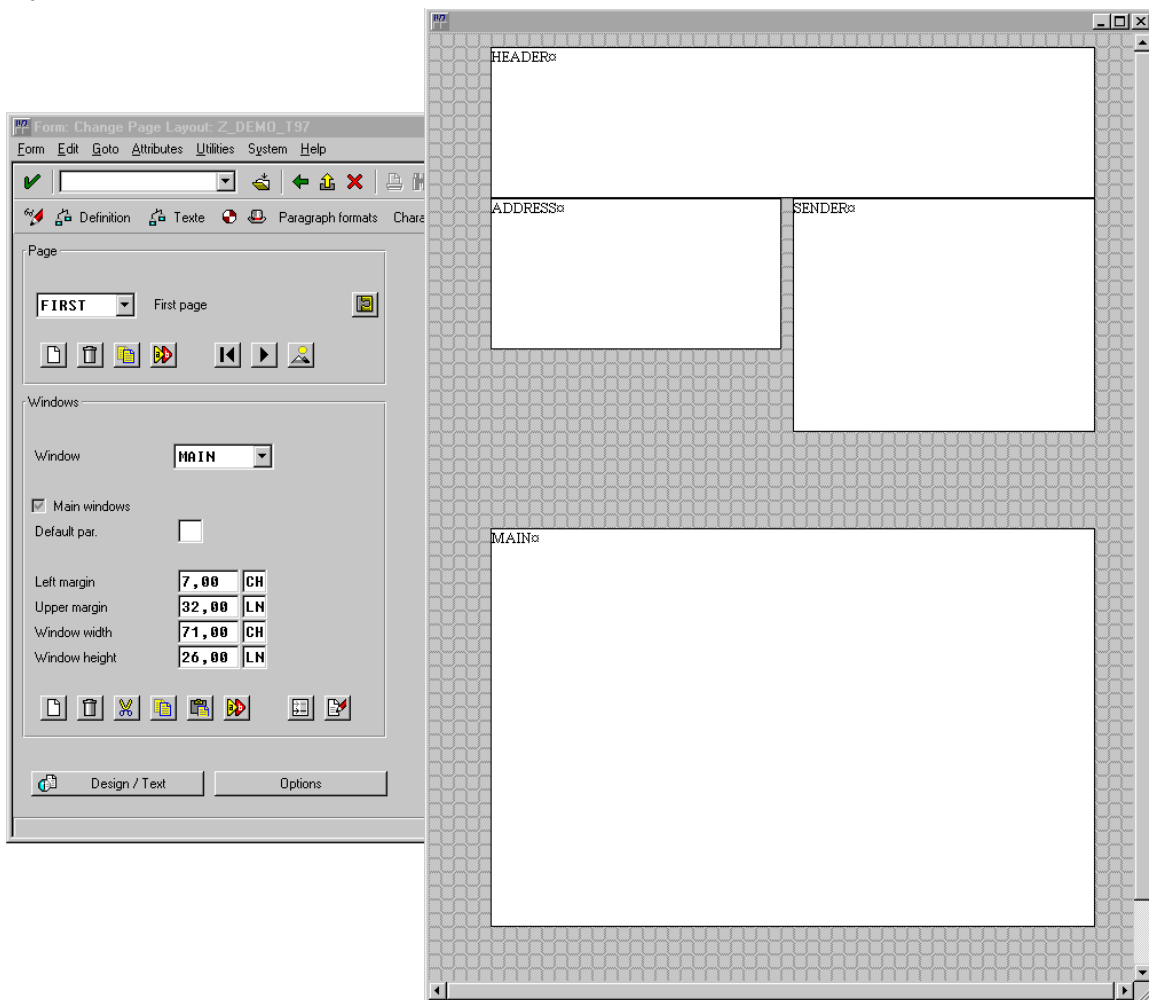 Form: Change Page Layout: Z_DEMO_T97
Form Edit Goto Attributes Utilities System Help
Definition Texte Paragraph formats Chara
Page
FIRST First page
Windows
Window MAIN
Main windows
Default par.
Left margin 7,00 CH
Upper margin 32,00 LN
Window width 71,00 CH
Window height 26,00 LN
Design / Text Options
HEADER¤
ADDRESS¤ SENDER¤
MAIN¤